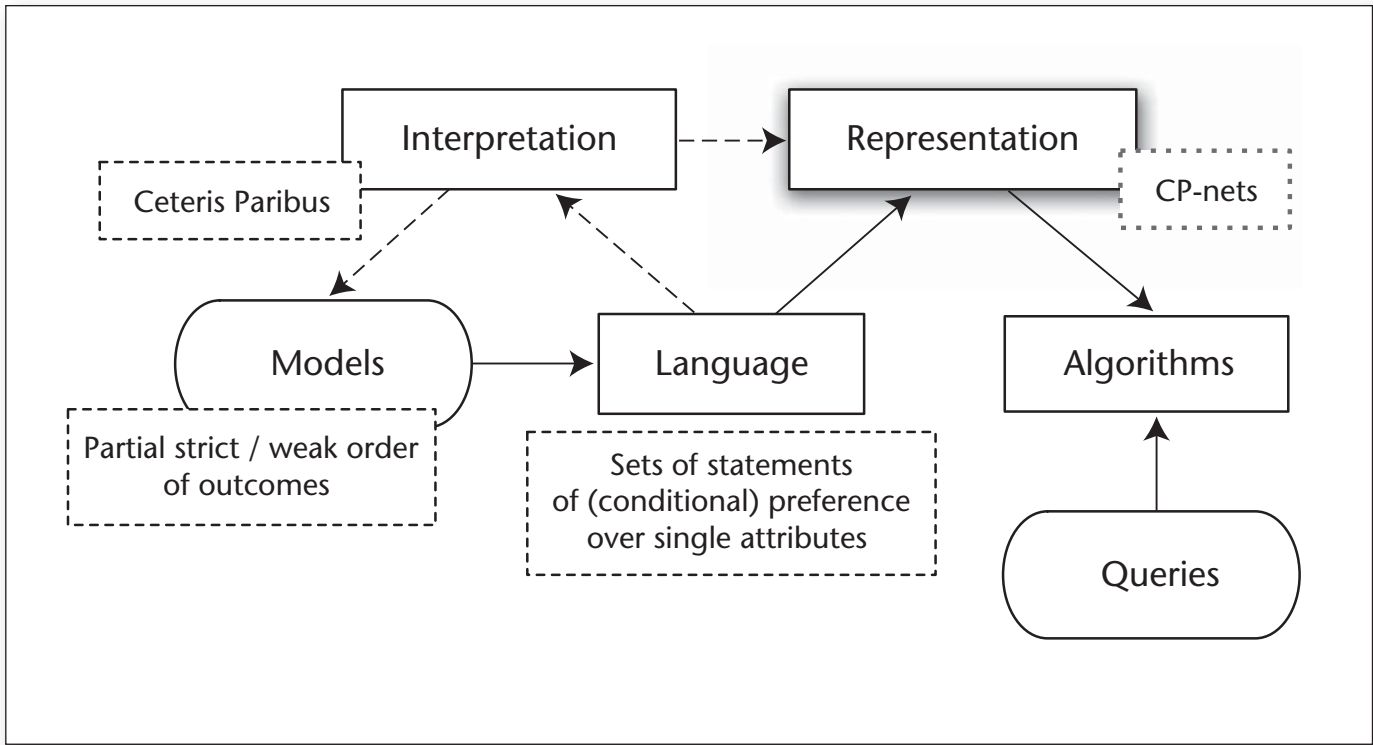 Interpretation
Representation
Ceteris Paribus
CP-nets
Models
Language
Algorithms
Partial strict / weak order
of outcomes
Sets of statements
of (conditional) preference
over single attributes
Queries